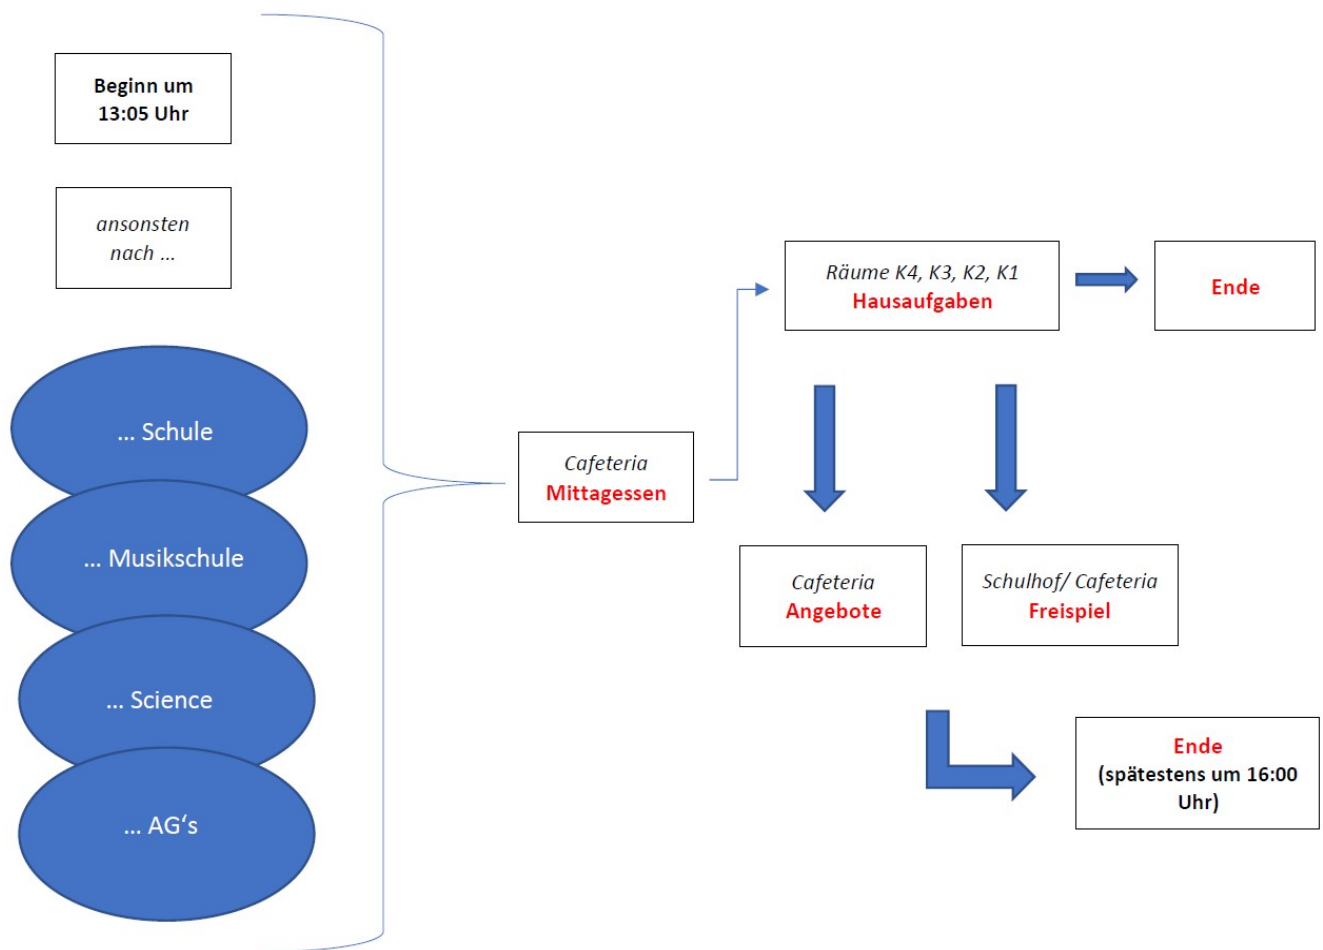 Beginn um
13:05 Uhr
ansonsten
nach ...
... Schule
... Musikschule
... Science
... AG‘s
Cafeteria
Mittagessen
Räume K4, K3, K2, K1
Hausaufgaben
Ende
Cafeteria
Angebote
Schulhof/ Cafeteria
Freispiel
Ende
(spätestens um 16:00
Uhr)